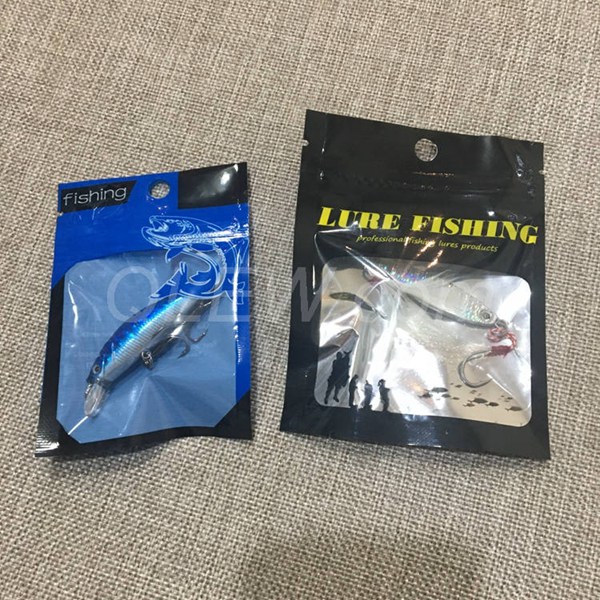 fishing
LURE FISHING
professional fishing lures products